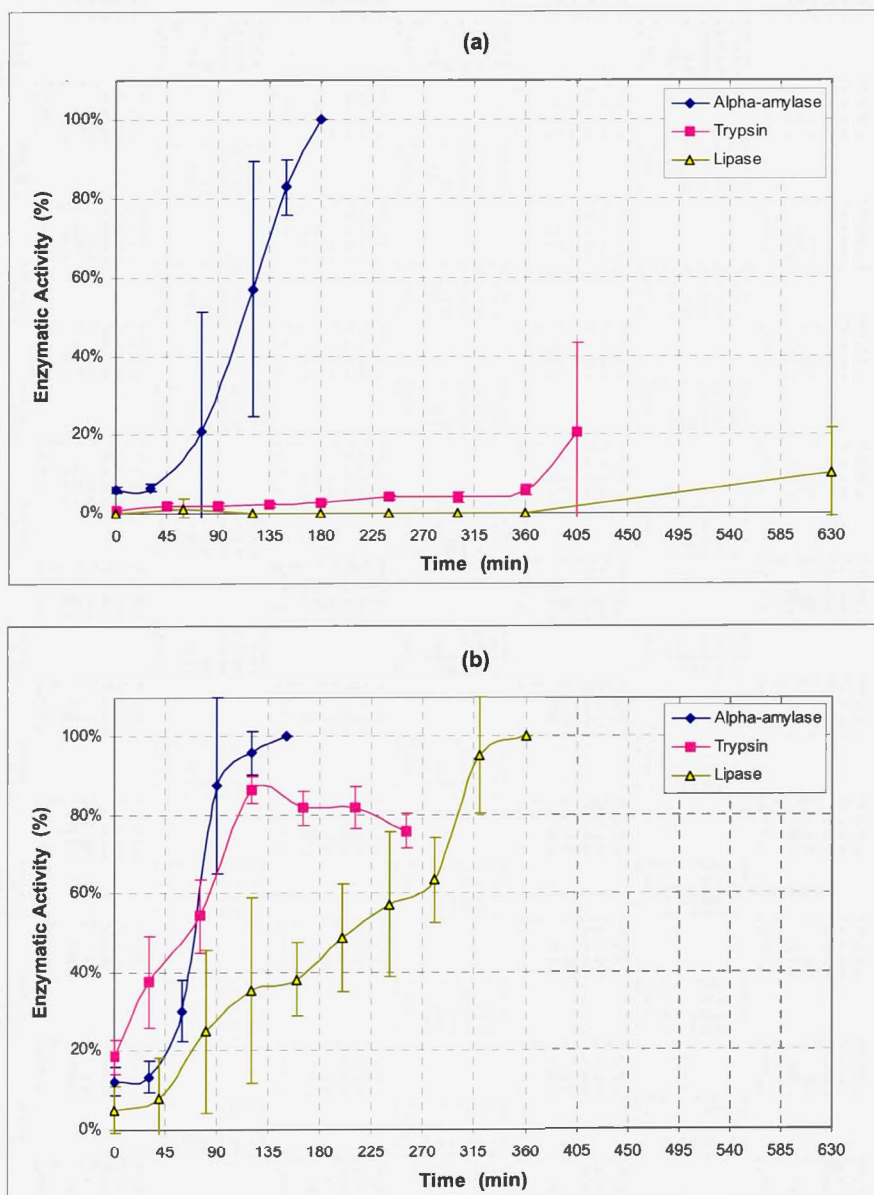 (a)
Enzymatic Activity (%)
100%
80%
60%
40%
20%
0%
Alpha-amylase
Trypsin
Lipase
0 45 90 135 180 225 270 315 360 405 450 495 540 585 630
Time (min)
(b)
Enzymatic Activity (%)
100%
80%
60%
40%
20%
0%
Alpha-amylase
Trypsin
Lipase
0 45 90 135 180 225 270 315 360 405 450 495 540 585 630
Time (min)